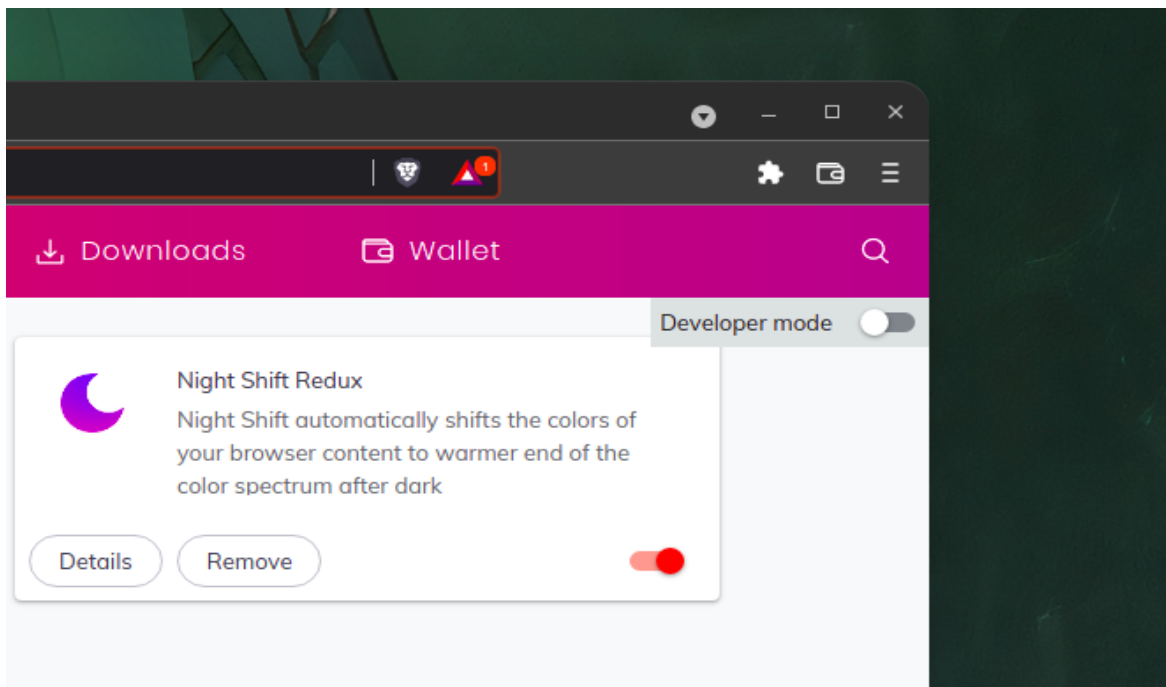 1
Downloads
Wallet
Developer mode
Night Shift Redux
Night Shift automatically shifts the colors of
your browser content to warmer end of the
color spectrum after dark
Details
Remove